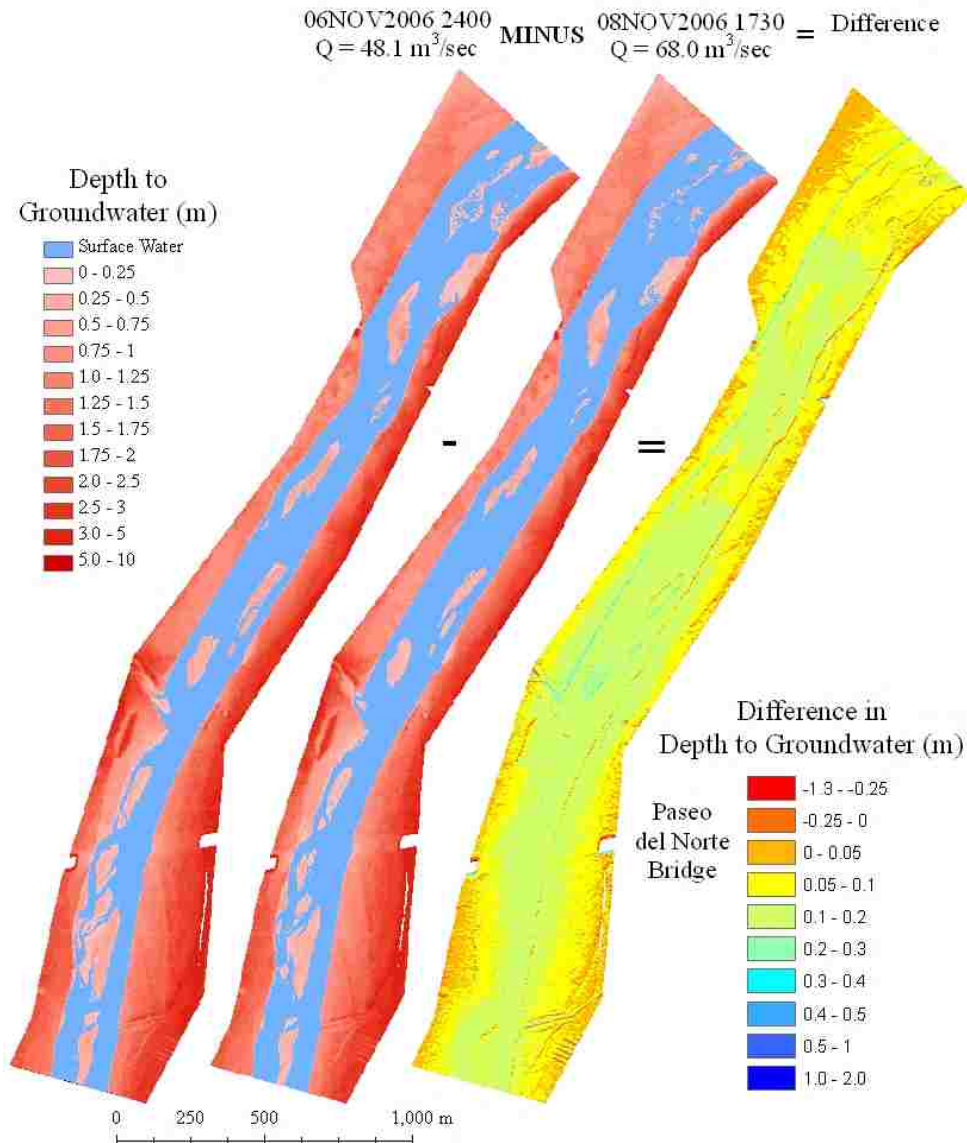 06NOV2006 2400
Q = 48.1 m³/sec
MINUS
08NOV2006 1730
Q = 68.0 m³/sec
=
Difference
Depth to
Groundwater (m)
Surface Water
0 - 0.25
0.25 - 0.5
0.5 - 0.75
0.75 - 1
1.0 - 1.25
1.25 - 1.5
1.5 - 1.75
1.75 - 2
2.0 - 2.5
2.5 - 3
3.0 - 5
5.0 - 10
-
=
Difference in
Depth to Groundwater (m)
-1.3 - -0.25
-0.25 - 0
0 - 0.05
0.05 - 0.1
0.1 - 0.2
0.2 - 0.3
0.3 - 0.4
0.4 - 0.5
0.5 - 1
1.0 - 2.0
Paseo
del Norte
Bridge
0 250 500 1,000 m